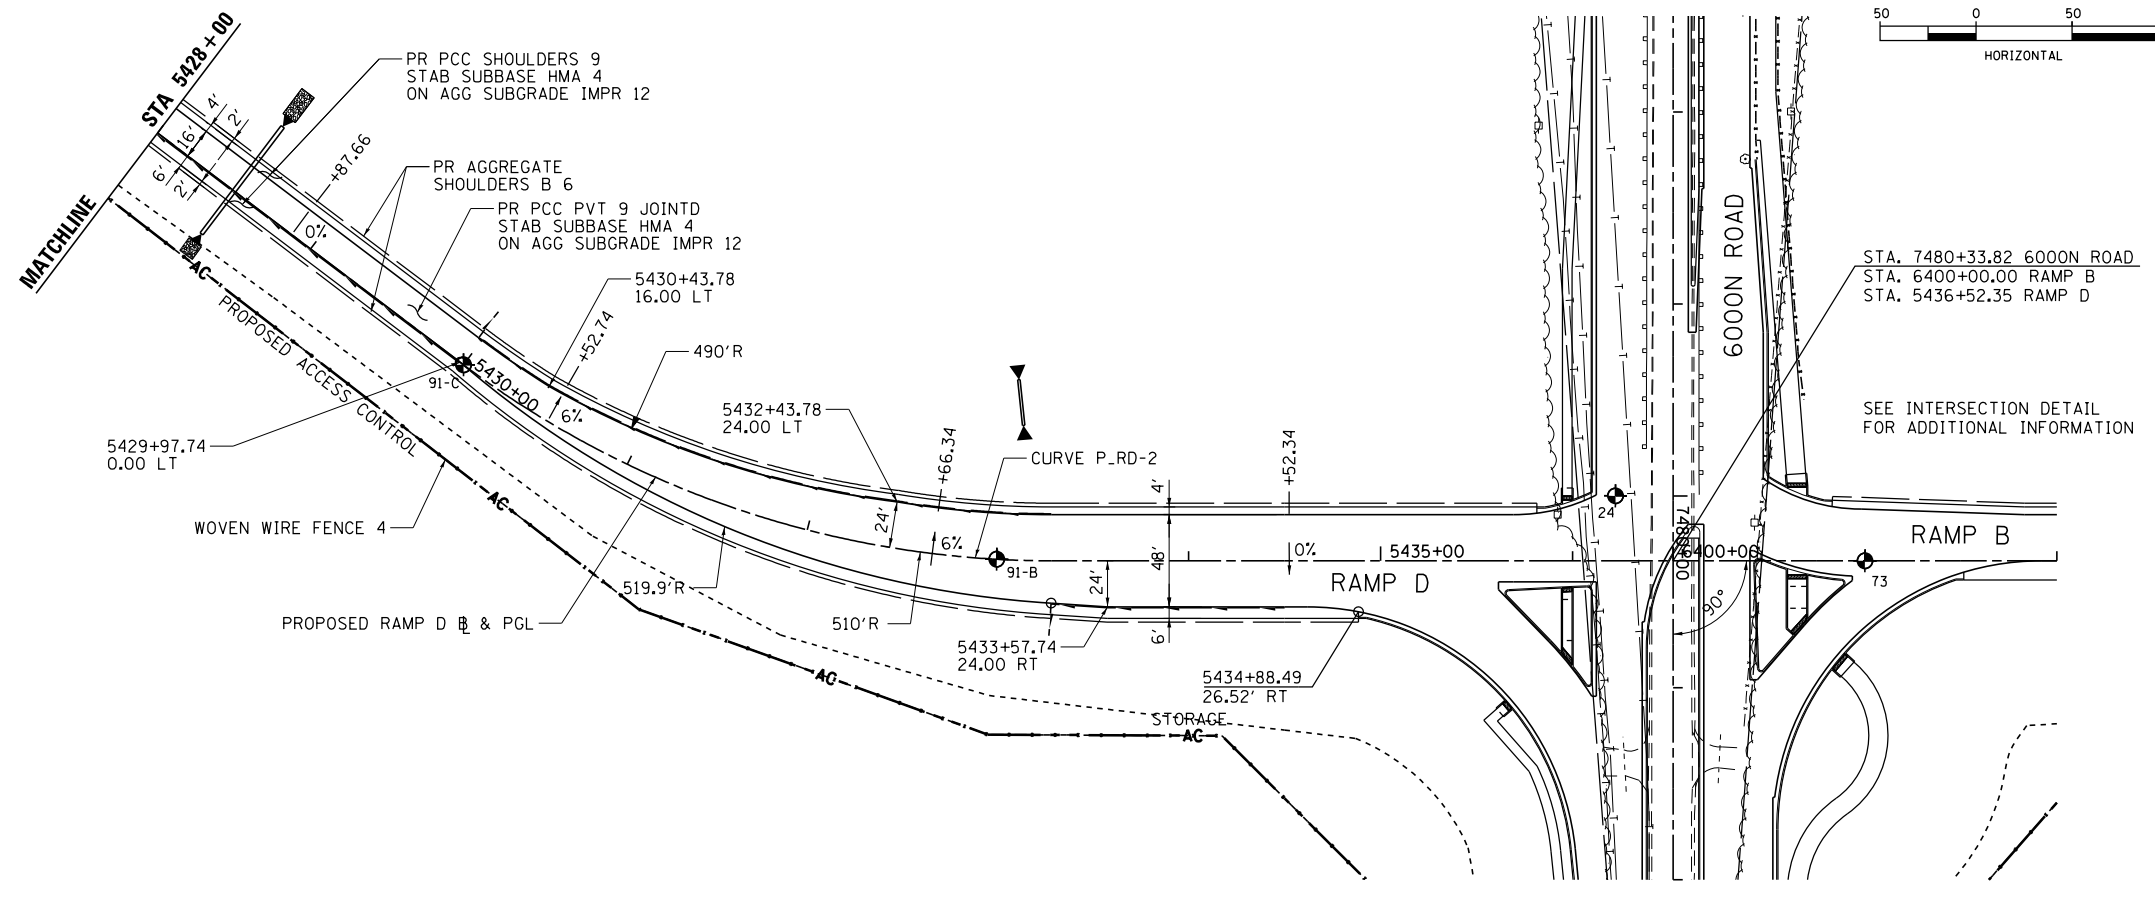 50 0 50
HORIZONTAL
STA 5428+00
MATCHLINE
PR PCC SHOULDERS 9
STAB SUBBASE HMA 4
ON AGG SUBGRADE IMPR 12
4'
2'
16'
6'
2'
+87.66
0%
PR AGGREGATE
SHOULDERS B 6
PR PCC PVT 9 JOINTD
STAB SUBBASE HMA 4
ON AGG SUBGRADE IMPR 12
AC
PROPOSED ACCESS CONTROL
5430+43.78
16.00 LT
+52.74
490'R
91-C
5430+00
6%
5432+43.78
24.00 LT
+66.34
CURVE P_RD-2
5429+97.74
0.00 LT
WOVEN WIRE FENCE 4
AC
24'
6%
91-B
4'
48'
24'
6'
+52.34
0%
5435+00
RAMP D
519.9'R
PROPOSED RAMP D BL & PGL
510'R
5433+57.74
24.00 RT
5434+88.49
26.52' RT
AC
STORAGE
AC
6000N ROAD
STA. 7480+33.82 6000N ROAD
STA. 6400+00.00 RAMP B
STA. 5436+52.35 RAMP D
SEE INTERSECTION DETAIL
FOR ADDITIONAL INFORMATION
24
7480+00
6400+00
RAMP B
73
90°
T T T T T T T T T T